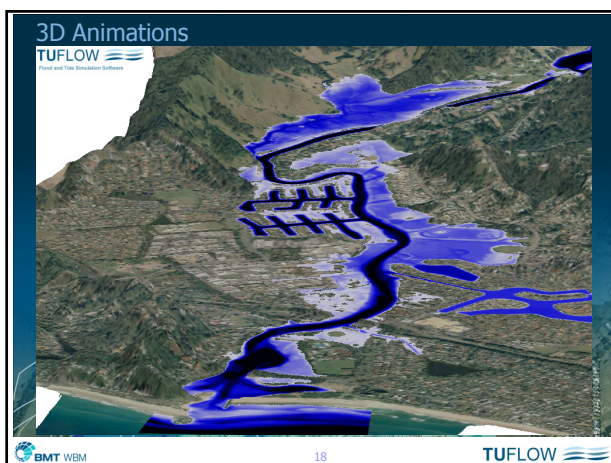 3D Animations
TUFLOW
Flood and Tide Simulation Software
BMT WBM
18
TUFLOW